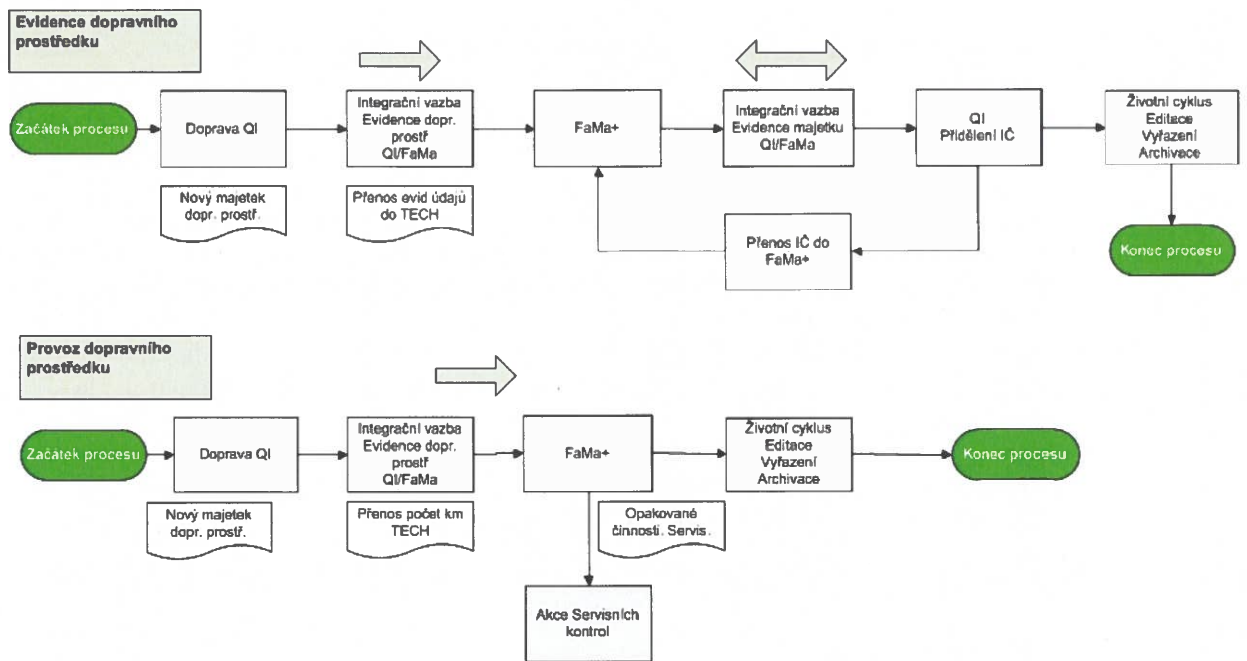 Evidence dopravního
prostředku
Začátek procesu
Doprava QI
Integrační vazba
Evidence dopr.
prostř
QI/FaMa
FaMa+
Integrační vazba
Evidence majetku
QI/FaMa
QI
Přidělení IČ
Životní cyklus
Editace
Vyřazení
Archivace
Nový majetek
dopr. prostř.
Přenos evid údajů
do TECH
Přenos IČ do
FaMa+
Konec procesu
Provoz dopravního
prostředku
Začátek procesu
Doprava QI
Integrační vazba
Evidence dopr.
prostř
QI/FaMa
FaMa+
Životní cyklus
Editace
Vyřazení
Archivace
Konec procesu
Nový majetek
dopr. prostř.
Přenos počet km
TECH
Opakované
činnosti. Servis.
Akce Servisních
kontrol